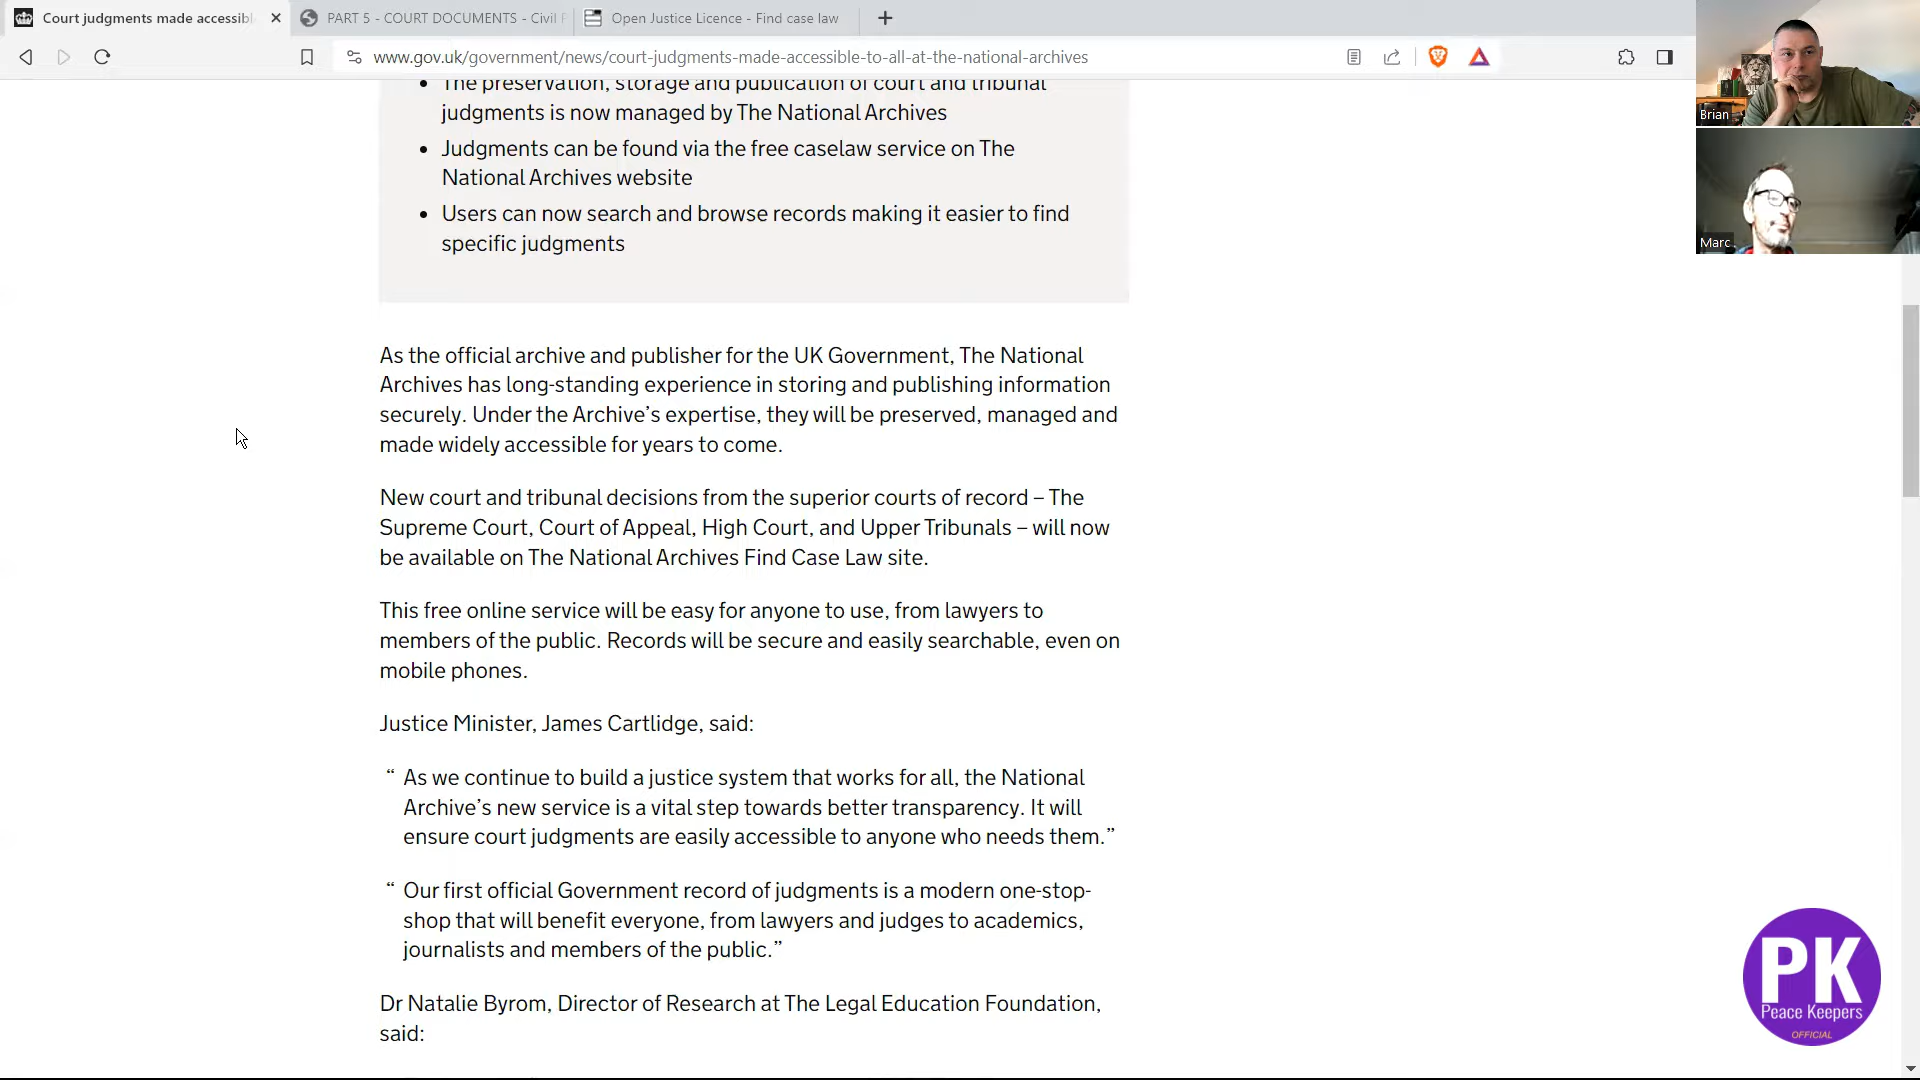 Court judgments made accessib
PART 5 - COURT DOCUMENTS - Civil
Open Justice Licence - Find case law
www.gov.uk/government/news/court-judgments-made-accessible-to-all-at-the-national-archives
The preservation, storage and publication of court and tribunal
judgments is now managed by The National Archives
Judgments can be found via the free caselaw service on The
National Archives website
Users can now search and browse records making it easier to find
specific judgments
As the official archive and publisher for the UK Government, The National
Archives has long-standing experience in storing and publishing information
securely. Under the Archive’s expertise, they will be preserved, managed and
made widely accessible for years to come.
New court and tribunal decisions from the superior courts of record – The
Supreme Court, Court of Appeal, High Court, and Upper Tribunals – will now
be available on The National Archives Find Case Law site.
This free online service will be easy for anyone to use, from lawyers to
members of the public. Records will be secure and easily searchable, even on
mobile phones.
Justice Minister, James Cartlidge, said:
“ As we continue to build a justice system that works for all, the National
Archive’s new service is a vital step towards better transparency. It will
ensure court judgments are easily accessible to anyone who needs them.”
“ Our first official Government record of judgments is a modern one-stop-
shop that will benefit everyone, from lawyers and judges to academics,
journalists and members of the public.”
Dr Natalie Byrom, Director of Research at The Legal Education Foundation,
said:
Brian
Marc
PK
Peace Keepers
OFFICIAL